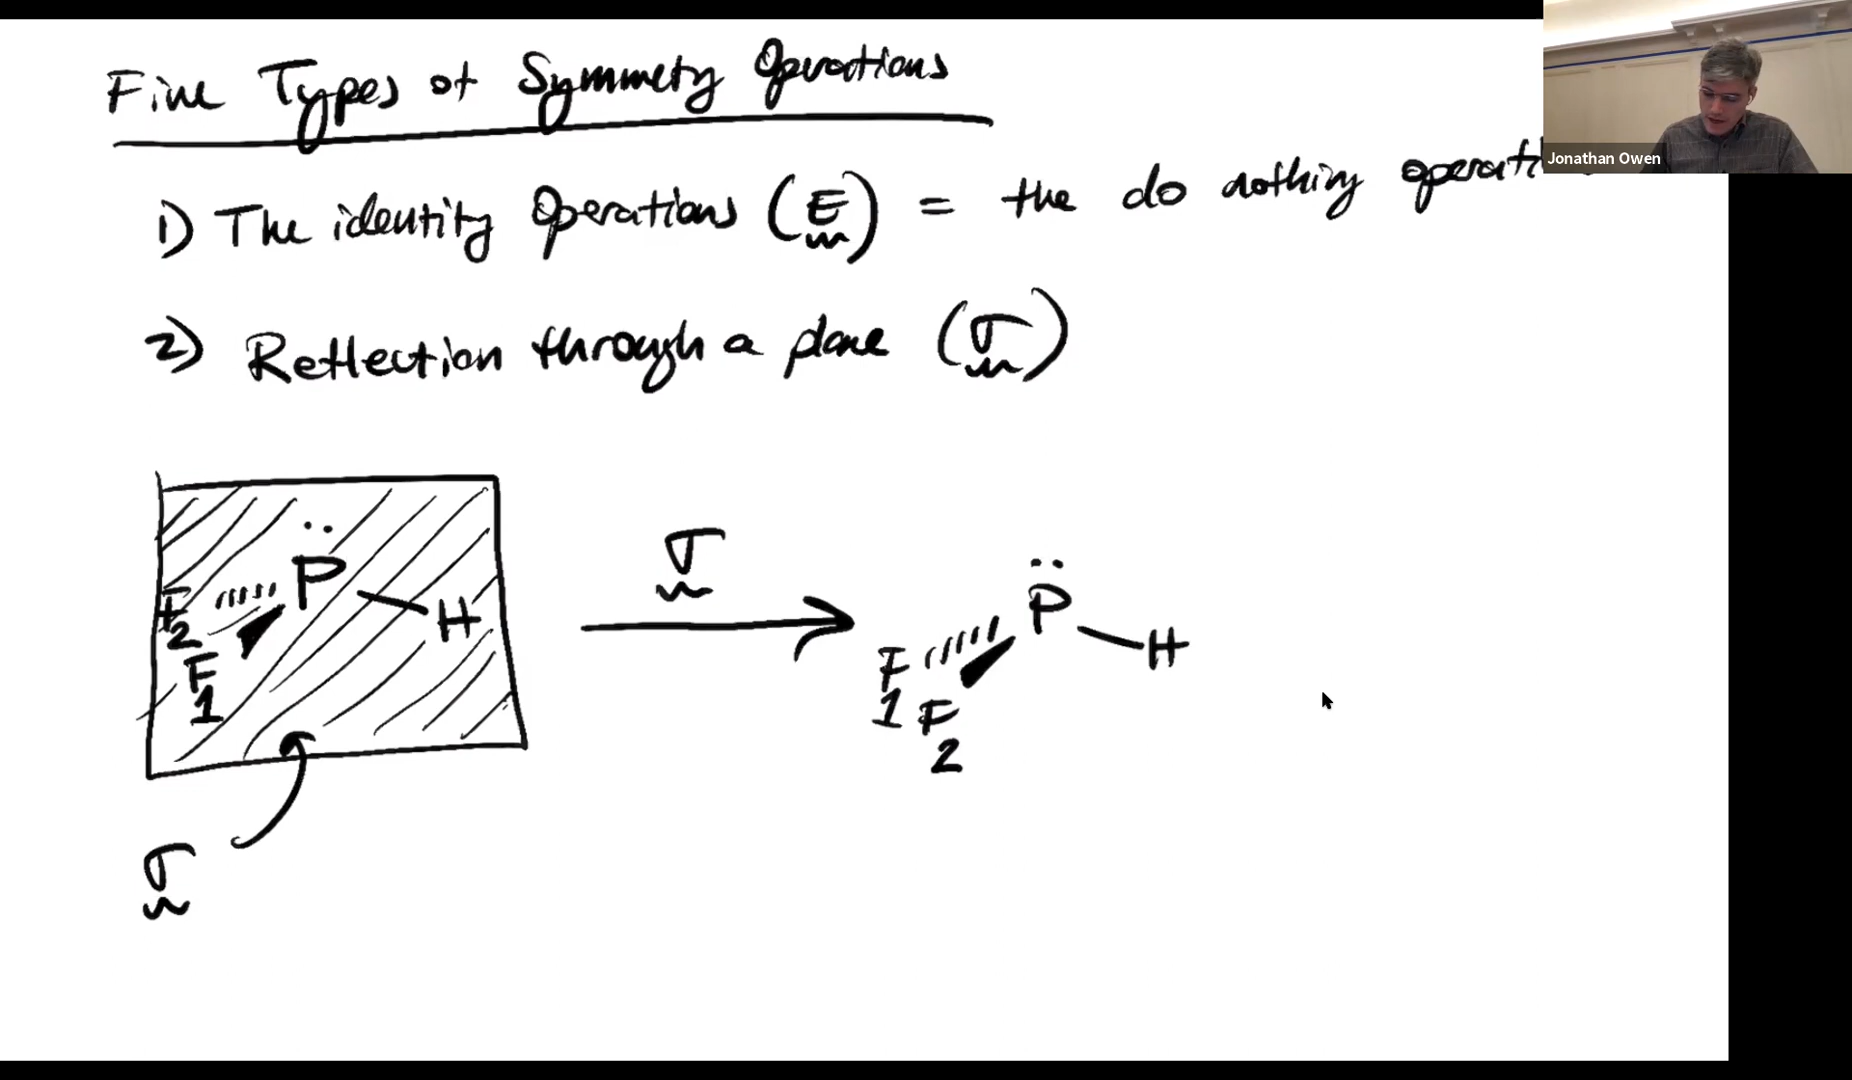 Five Types of Symmetry Operations
1) The identity Operations (E) = the do nothing operati
Jonathan Owen
2) Reflection through a plane (σ)
P
F
2
F
1
H
σ
σ
P
H
F
1
F
2